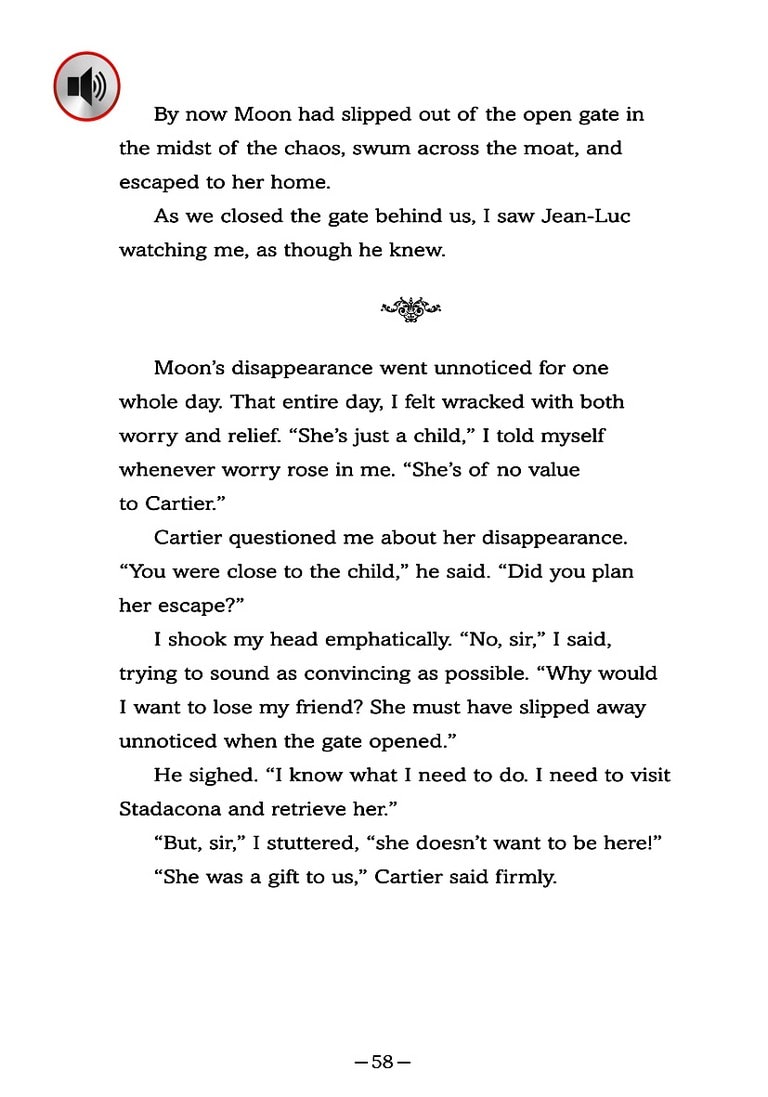 By now Moon had slipped out of the open gate in
the midst of the chaos, swum across the moat, and
escaped to her home.
As we closed the gate behind us, I saw Jean-Luc
watching me, as though he knew.
Moon’s disappearance went unnoticed for one
whole day. That entire day, I felt wracked with both
worry and relief. “She’s just a child,” I told myself
whenever worry rose in me. “She’s of no value
to Cartier.”
Cartier questioned me about her disappearance.
“You were close to the child,” he said. “Did you plan
her escape?”
I shook my head emphatically. “No, sir,” I said,
trying to sound as convincing as possible. “Why would
I want to lose my friend? She must have slipped away
unnoticed when the gate opened.”
He sighed. “I know what I need to do. I need to visit
Stadacona and retrieve her.”
“But, sir,” I stuttered, “she doesn’t want to be here!”
“She was a gift to us,” Cartier said firmly.
—58—